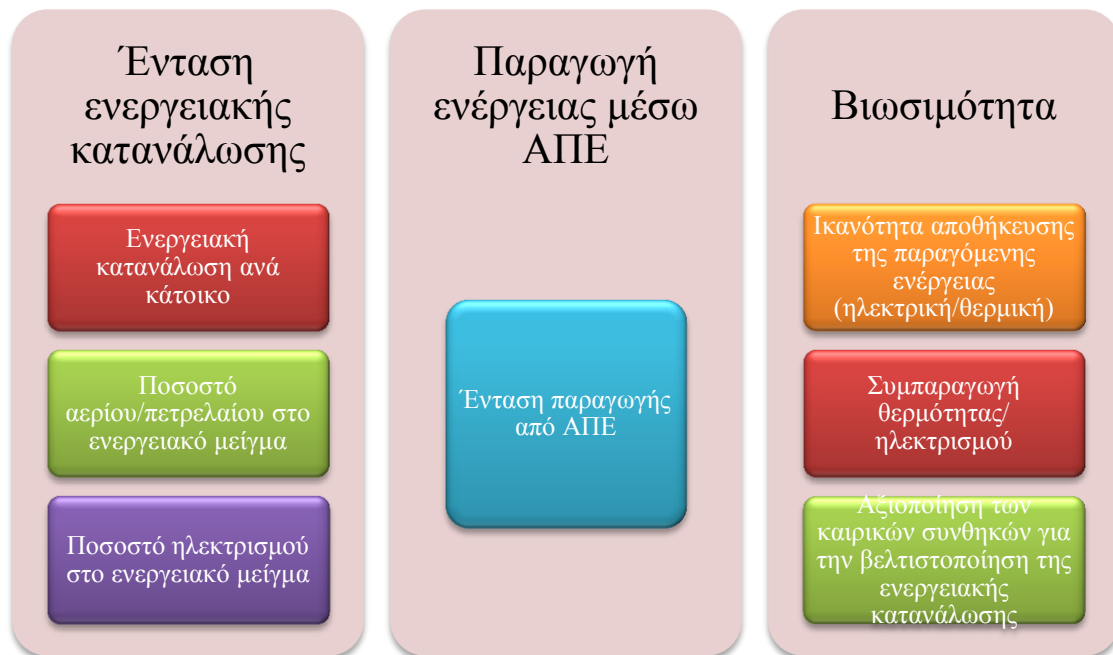 Ένταση
ενεργειακής
κατανάλωσης
Ενεργειακή
κατανάλωση ανά
κάτοικο
Ποσοστό
αερίου/πετρελαίου στο
ενεργειακό μείγμα
Ποσοστό ηλεκτρισμού
στο ενεργειακό μείγμα
Παραγωγή
ενέργειας μέσω
ΑΠΕ
Ένταση παραγωγής
από ΑΠΕ
Βιωσιμότητα
Ικανότητα αποθήκευσης
της παραγόμενης
ενέργειας
(ηλεκτρική/θερμική)
Συμπαραγωγή
θερμότητας/
ηλεκτρισμού
Αξιοποίηση των
καιρικών συνθηκών για
την βελτιστοποίηση της
ενεργειακής
κατανάλωσης